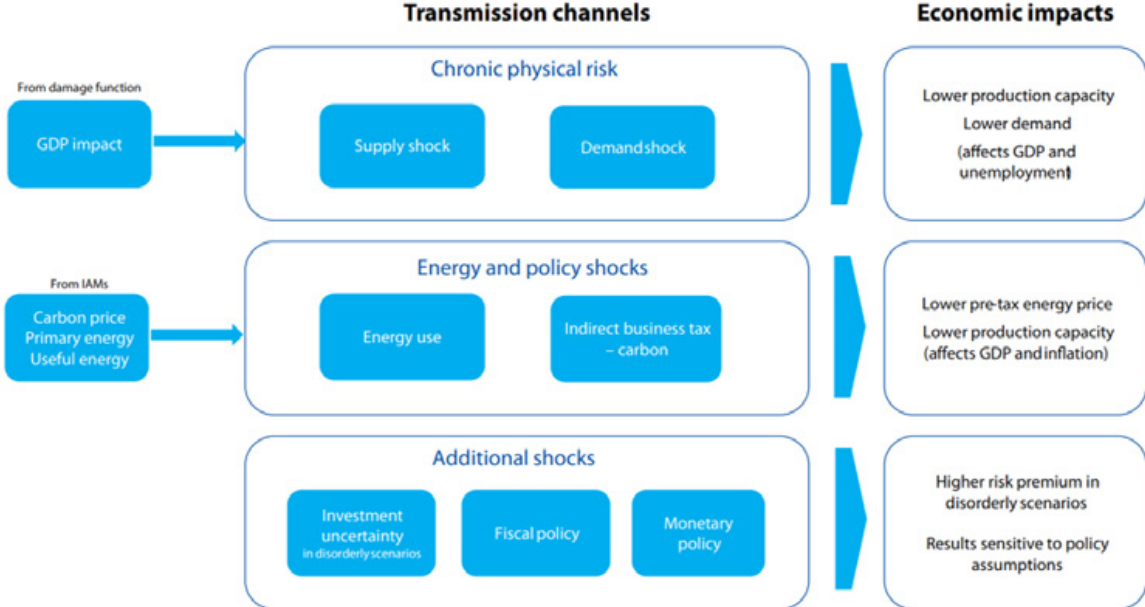 Transmission channels
Economic impacts
From damage function
GDP impact
Chronic physical risk
Supply shock
Demand shock
Lower production capacity
Lower demand
(affects GDP and
unemployment)
From IAMs
Carbon price
Primary energy
Useful energy
Energy and policy shocks
Energy use
Indirect business tax
– carbon
Lower pre-tax energy price
Lower production capacity
(affects GDP and inflation)
Additional shocks
Investment
uncertainty
in disorderly scenarios
Fiscal policy
Monetary
policy
Higher risk premium in
disorderly scenarios
Results sensitive to policy
assumptions